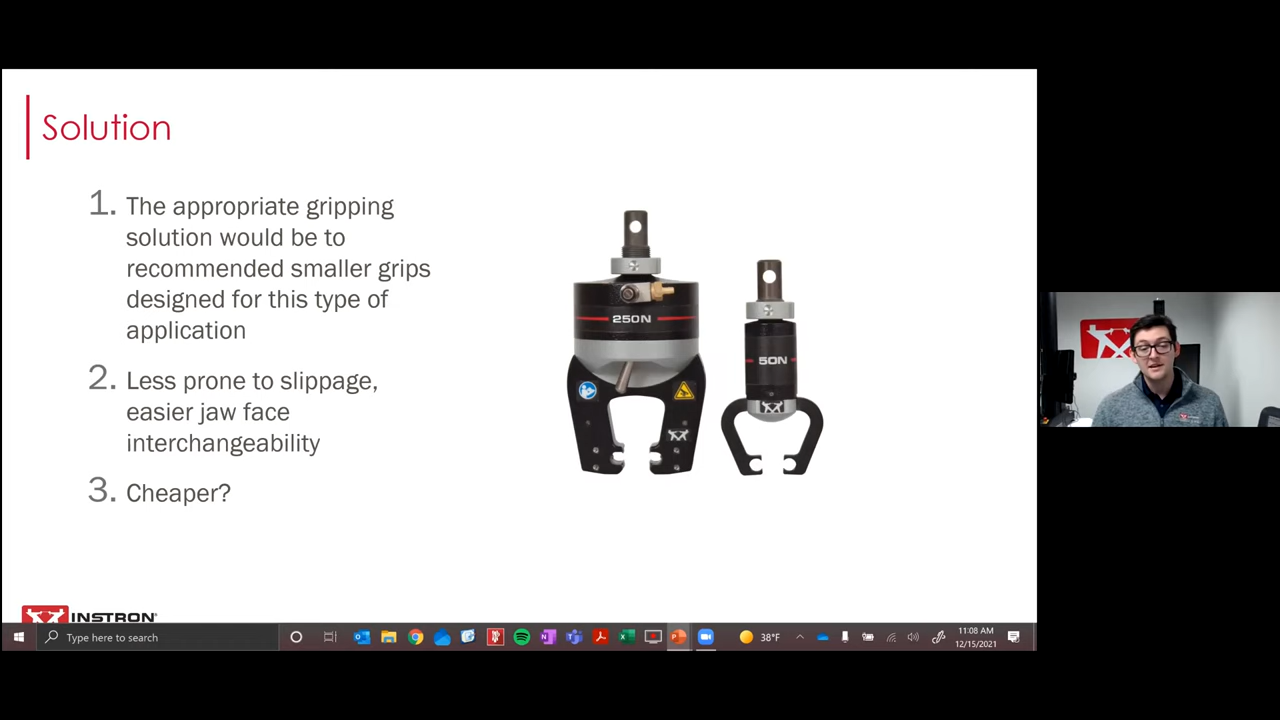 Solution
1. The appropriate gripping
solution would be to
recommended smaller grips
designed for this type of
application
2. Less prone to slippage,
easier jaw face
interchangeability
3. Cheaper?
250N
50N
INSTRON®
Type here to search
38°F
11:08 AM
12/15/2021